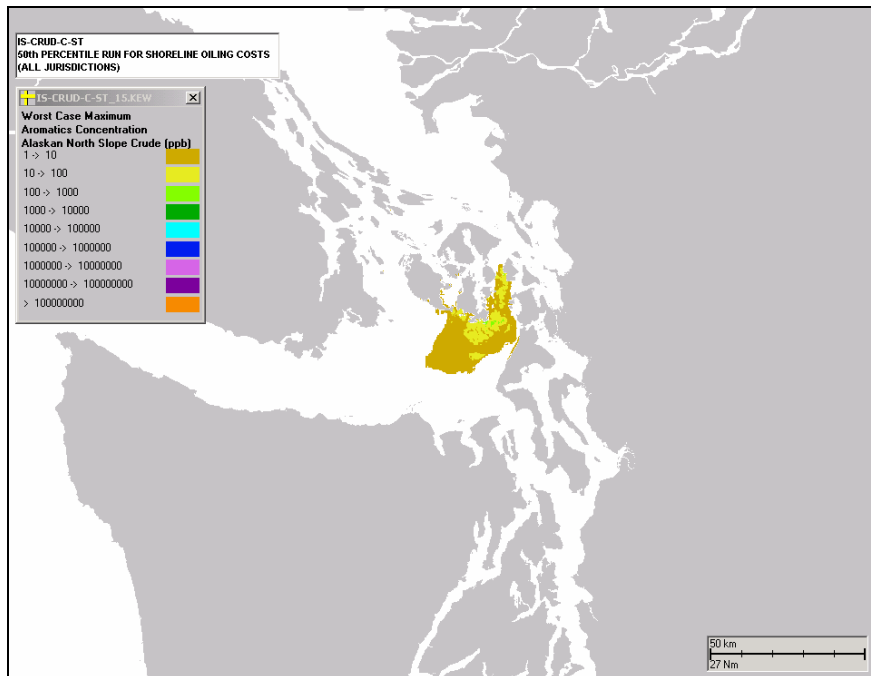 IS-CRUD-C-ST
50th PERCENTILE RUN FOR SHORELINE OILING COSTS
(ALL JURISDICTIONS)
IS-CRUD-C-ST_15.KEW
Worst Case Maximum
Aromatics Concentration
Alaskan North Slope Crude (ppb)
1 -> 10
10 -> 100
100 -> 1000
1000 -> 10000
10000 -> 100000
100000 -> 1000000
1000000 -> 10000000
10000000 -> 100000000
> 100000000
50 km
27 Nm